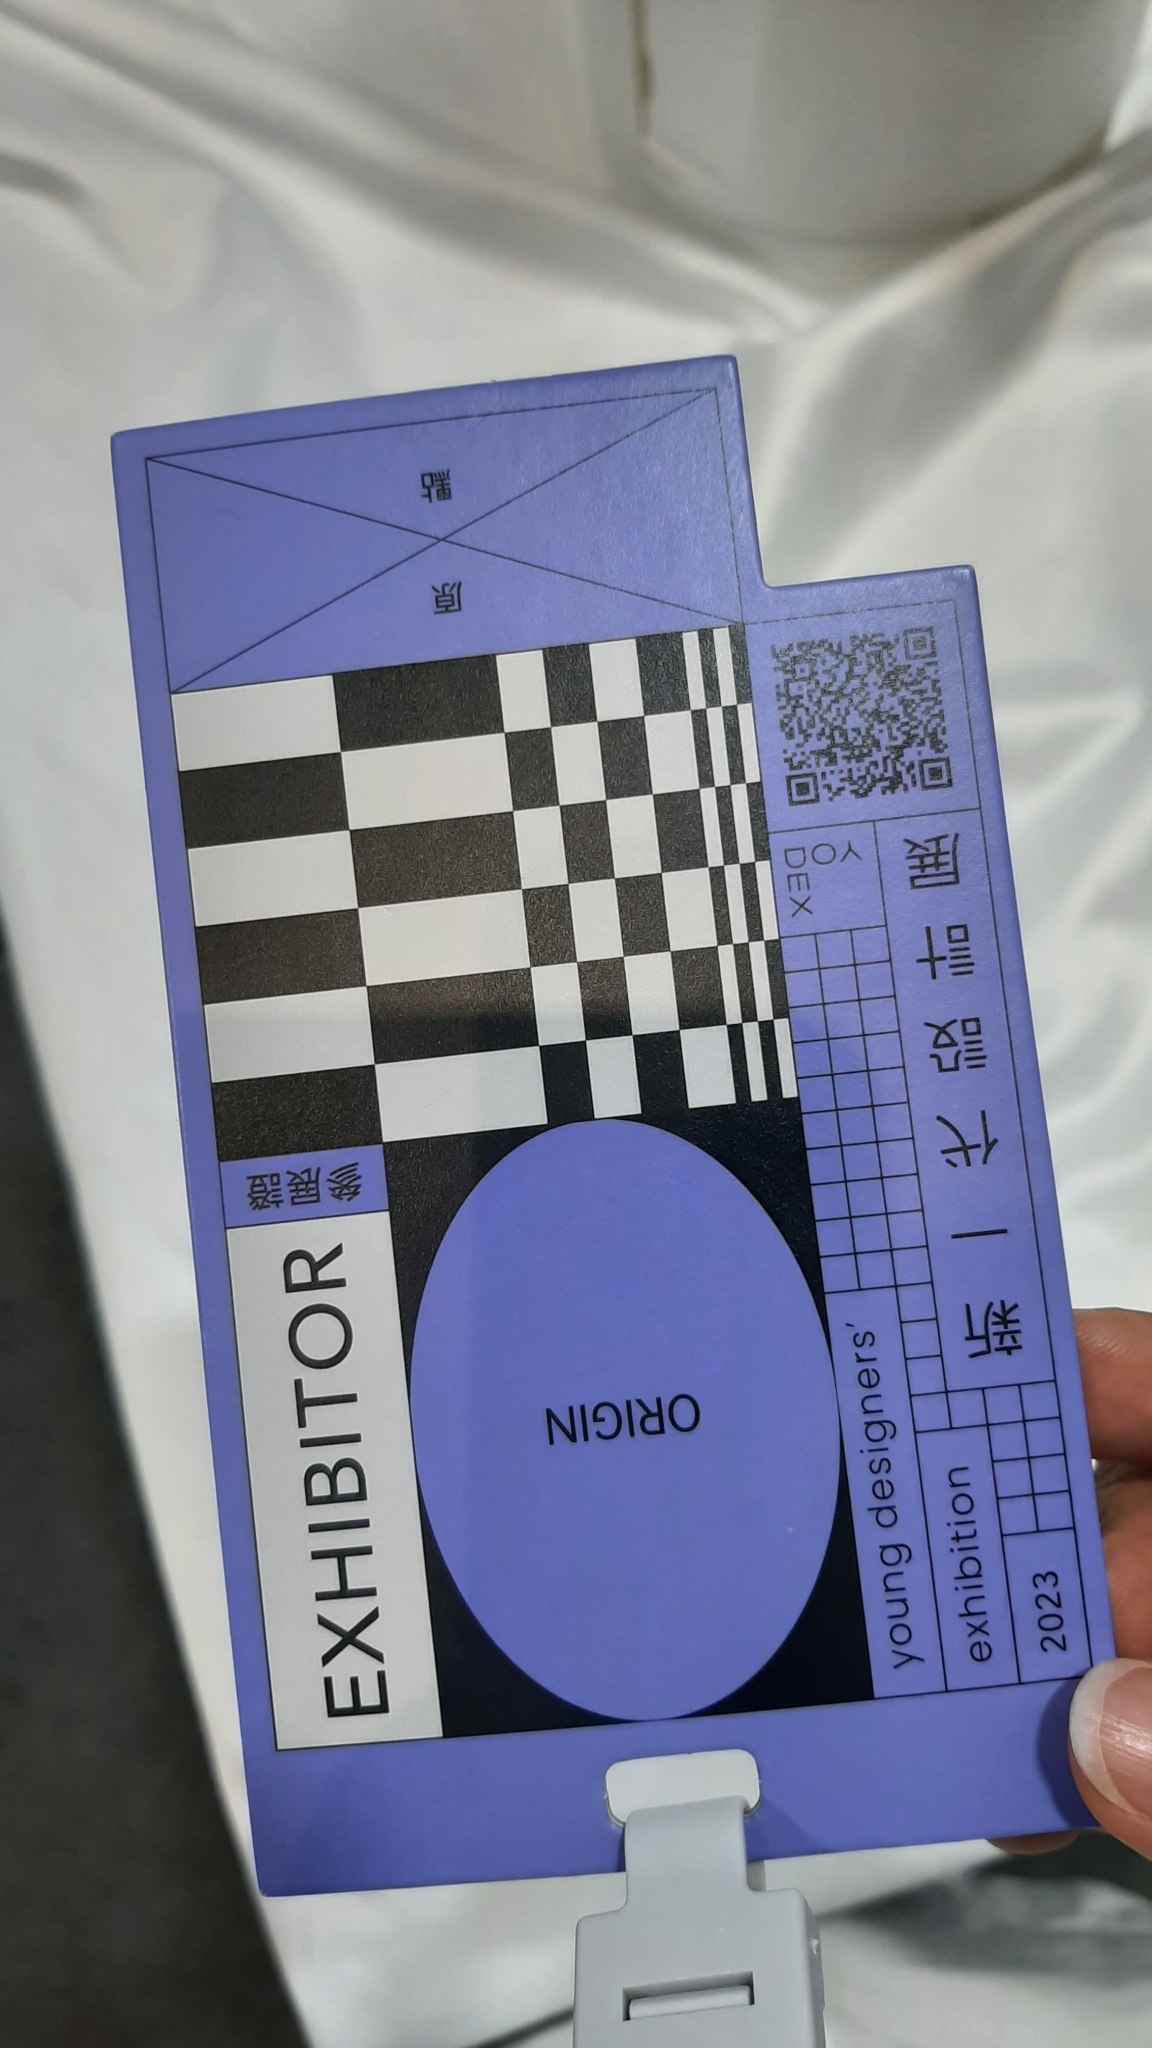 EXHIBITOR
參
展
證
原 點
ORIGIN
YO
DEX
young designers’
exhibition
2023
新一代設計展